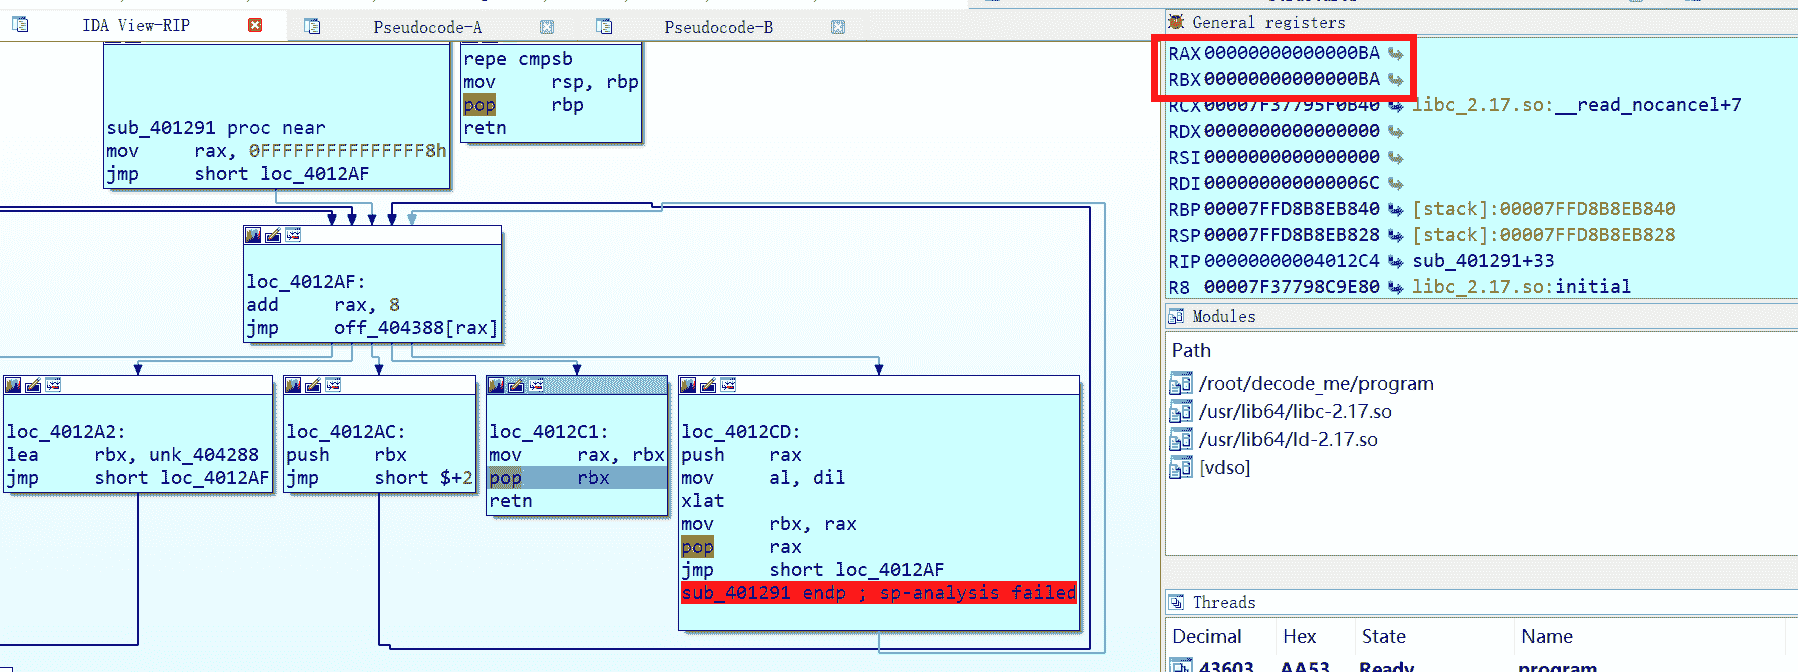 IDA View-RIP
Pseudocode-A
Pseudocode-B
repe cmpsb
mov rsp, rbp
pop rbp
retn
sub_401291 proc near
mov rax, 0FFFFFFFFFFFFFFF8h
jmp short loc_4012AF
loc_4012AF:
add rax, 8
jmp off_404388[rax]
loc_4012A2:
lea rbx, unk_404288
jmp short loc_4012AF
loc_4012AC:
push rbx
jmp short $+2
loc_4012C1:
mov rax, rbx
pop rbx
retn
loc_4012CD:
push rax
mov al, dil
xlat
mov rbx, rax
pop rax
jmp short loc_4012AF
sub_401291 endp ; sp-analysis failed
General registers
RAX 00000000000000BA
RBX 00000000000000BA
RCX 00007F37795F0B40 libc_2.17.so:__read_nocancel+7
RDX 0000000000000000
RSI 0000000000000000
RDI 000000000000006C
RBP 00007FFD8B8EB840 [stack]:00007FFD8B8EB840
RSP 00007FFD8B8EB828 [stack]:00007FFD8B8EB828
RIP 00000000004012C4 sub_401291+33
R8 00007F37798C9E80 libc_2.17.so:initial
Modules
Path
/root/decode_me/program
/usr/lib64/libc-2.17.so
/usr/lib64/ld-2.17.so
[vdso]
Threads
Decimal Hex State Name
43603 AA53 Ready program